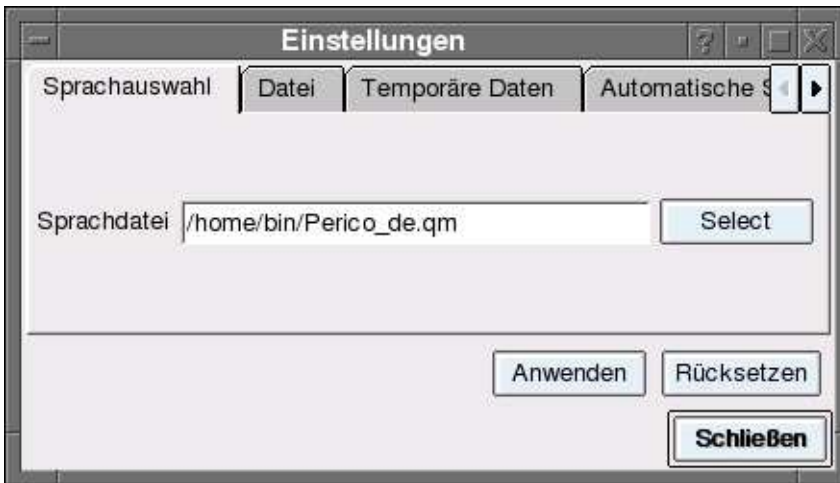 Einstellungen
Sprachauswahl Datei Temporäre Daten Automatische
Sprachdatei /home/bin/Perico_de.qm Select
Anwenden Rücksetzen
Schließen